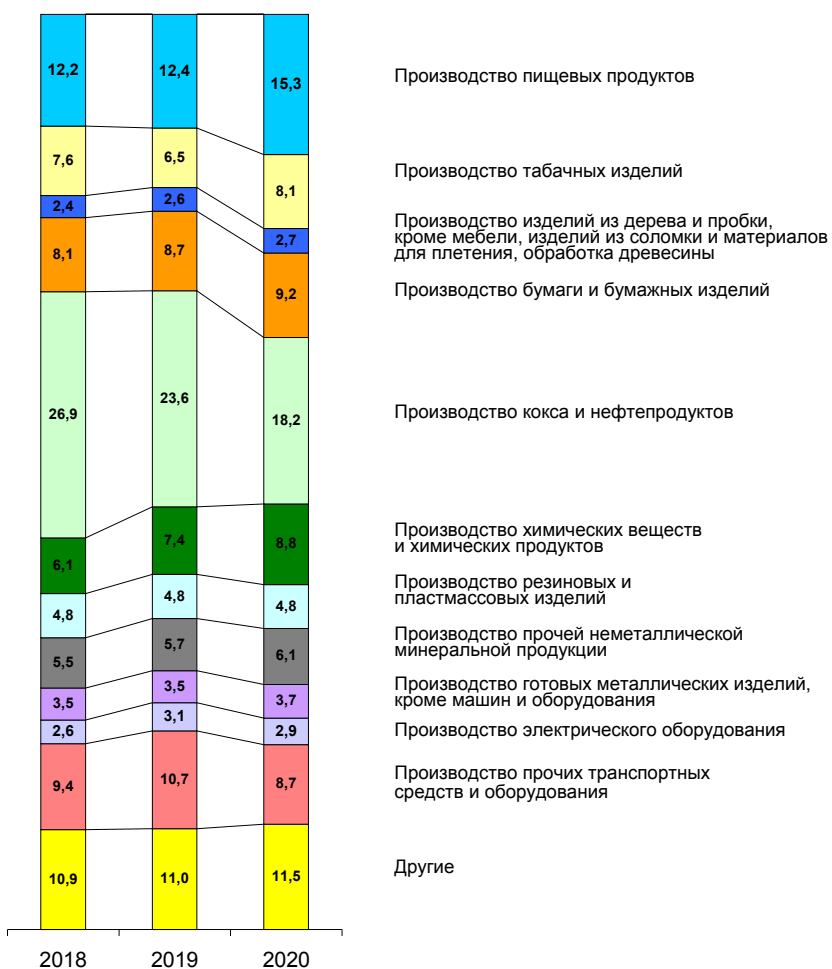 12,2
12,4
15,3
Производство пищевых продуктов
7,6
6,5
8,1
Производство табачных изделий
2,4
2,6
2,7
Производство изделий из дерева и пробки,
кроме мебели, изделий из соломки и материалов
для плетения, обработка древесины
8,1
8,7
9,2
Производство бумаги и бумажных изделий
26,9
23,6
18,2
Производство кокса и нефтепродуктов
6,1
7,4
8,8
Производство химических веществ
и химических продуктов
4,8
4,8
4,8
Производство резиновых и
пластмассовых изделий
5,5
5,7
6,1
Производство прочей неметаллической
минеральной продукции
3,5
3,5
3,7
Производство готовых металлических изделий,
кроме машин и оборудования
2,6
3,1
2,9
Производство электрического оборудования
9,4
10,7
8,7
Производство прочих транспортных
средств и оборудования
10,9
11,0
11,5
Другие
2018
2019
2020